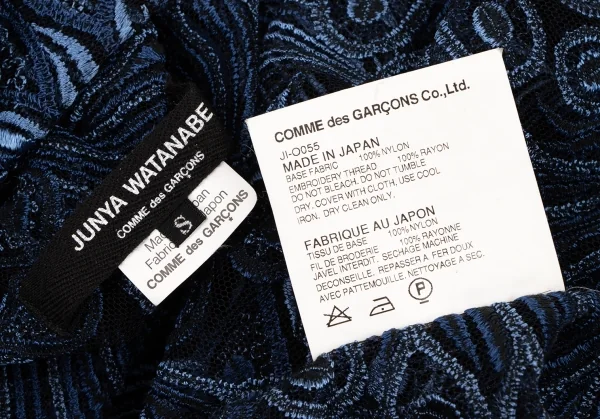 JUNYA WATANABE
COMME des GARÇONS
S
COMME des GARÇONS
COMME des GARÇONS Co.,Ltd.
JI-O055
MADE IN JAPAN
BASE FABRIC 100% NYLON
EMBROIDERY THREAD 100% RAYON
DO NOT BLEACH. DO NOT TUMBLE
DRY. COVER WITH CLOTH, USE COOL
IRON. DRY CLEAN ONLY.
FABRIQUE AU JAPON
TISSU DE BASE 100% NYLON
FIL DE BRODERIE 100% RAYONNE
JAVEL INTERDIT. SECHAGE MACHINE
DECONSEILLE. REPASSER A FER DOUX
AVEC PATTEMOUILLE. NETTOYAGE A SEC.
P